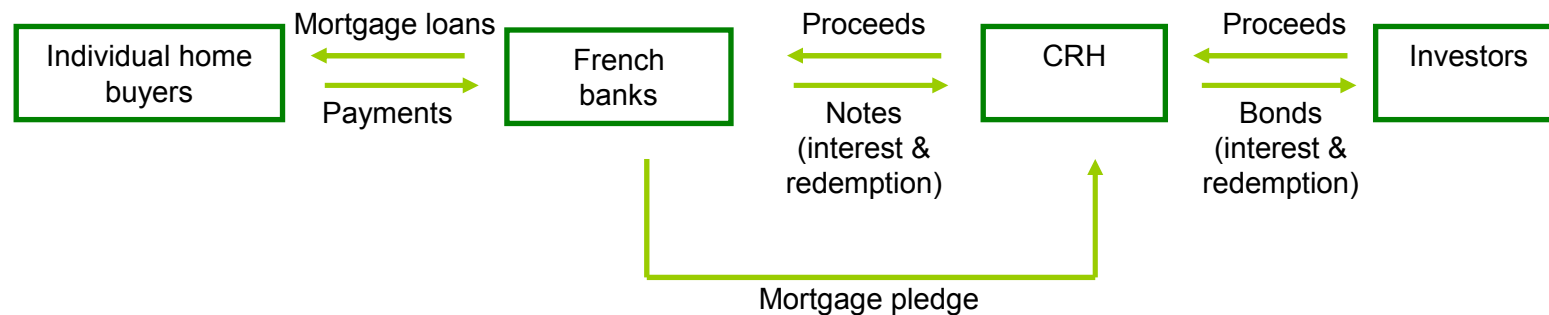 Mortgage loans
Individual home
buyers
Payments
French
banks
Proceeds
Notes
(interest &
redemption)
CRH
Proceeds
Bonds
(interest &
redemption)
Investors
Mortgage pledge